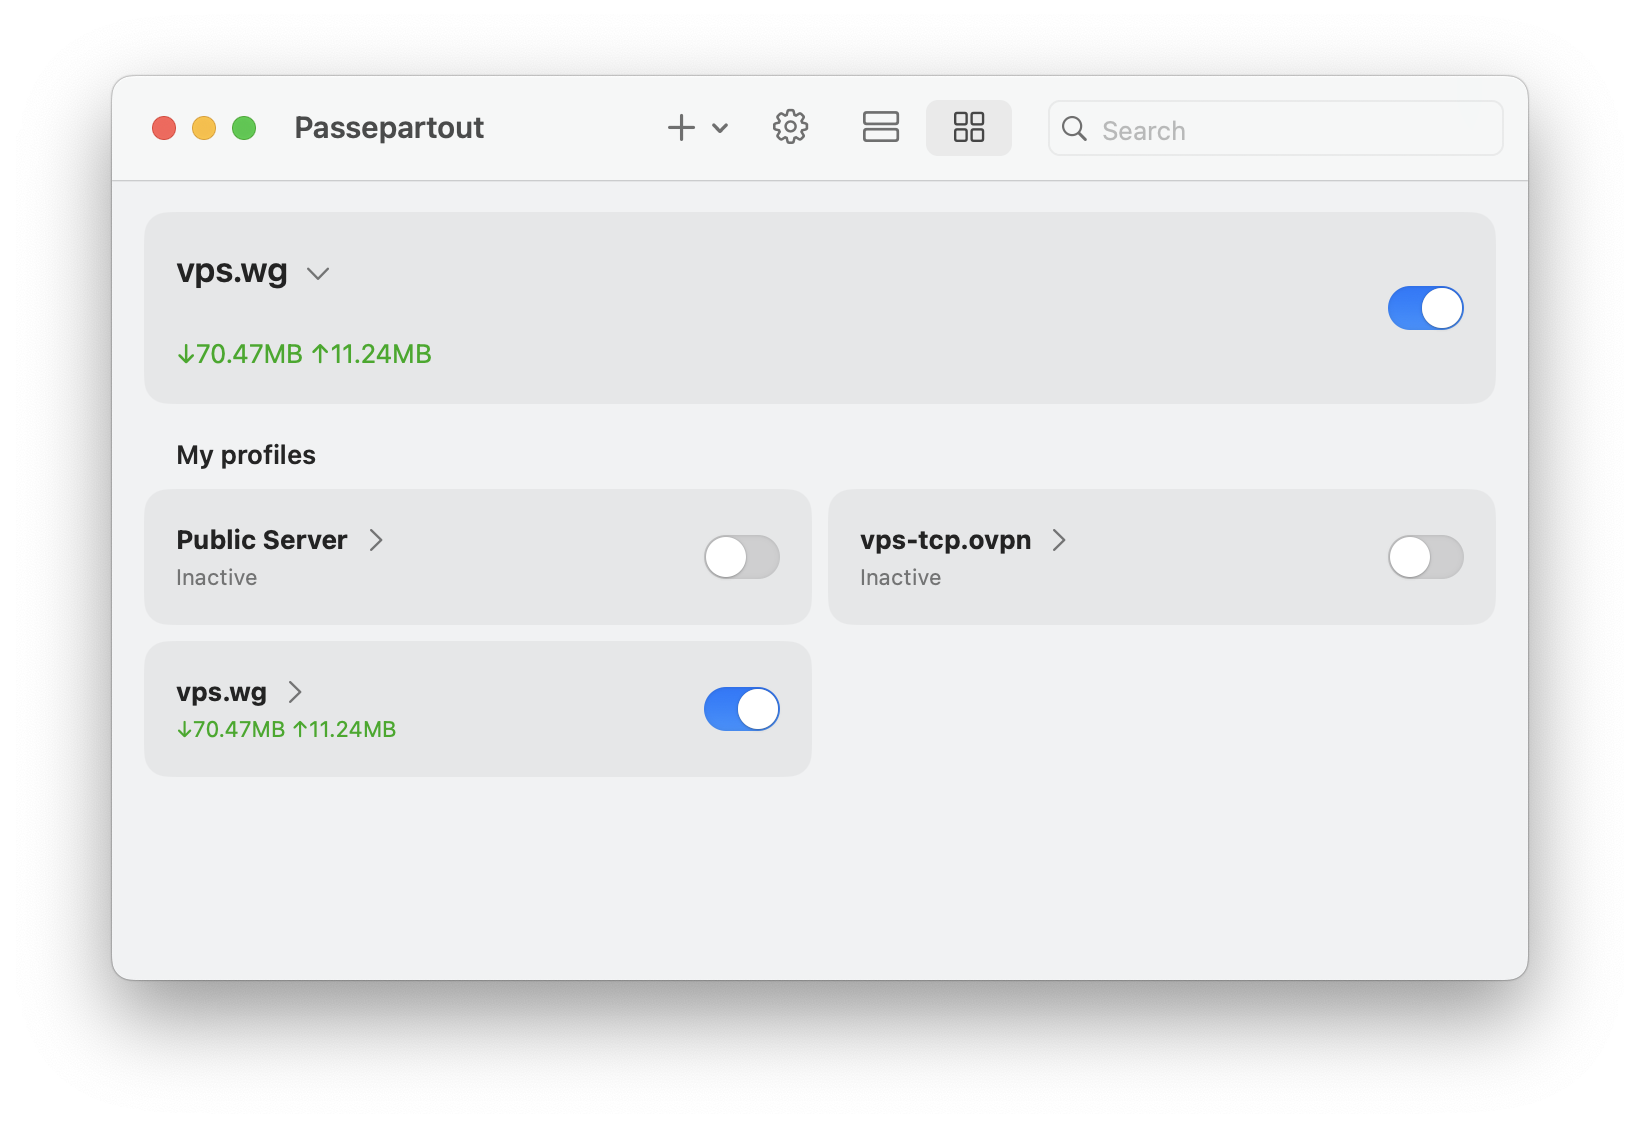 Passepartout
Search
vps.wg
↓70.47MB ↑11.24MB
My profiles
Public Server
Inactive
vps-tcp.ovpn
Inactive
vps.wg
↓70.47MB ↑11.24MB